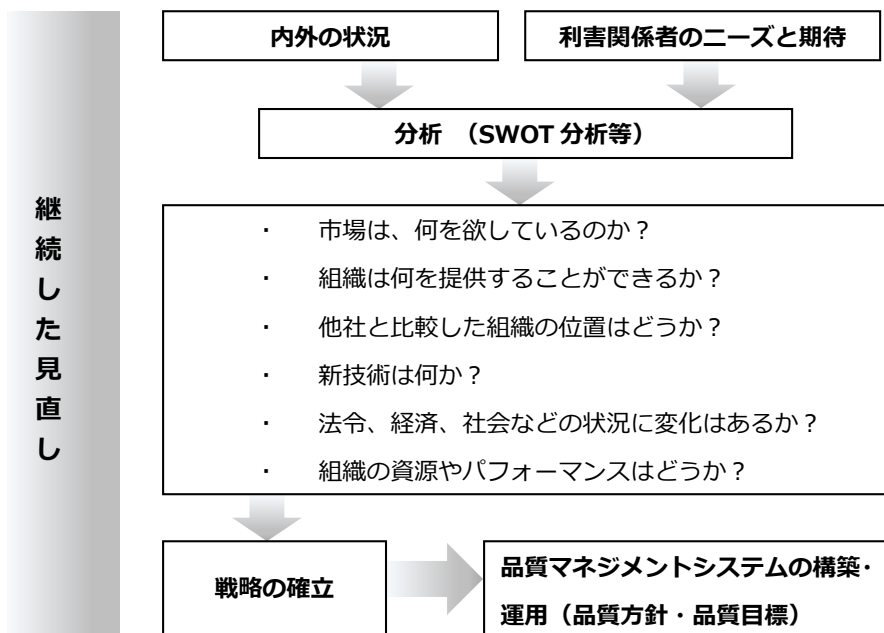 内外の状況
利害関係者のニーズと期待
分析 （SWOT 分析等）
継続した見直し
・ 市場は、何を欲しているのか？
・ 組織は何を提供することができるか？
・ 他社と比較した組織の位置はどうか？
・ 新技術は何か？
・ 法令、経済、社会などの状況に変化はあるか？
・ 組織の資源やパフォーマンスはどうか？
戦略の確立
品質マネジメントシステムの構築・
運用（品質方針・品質目標）